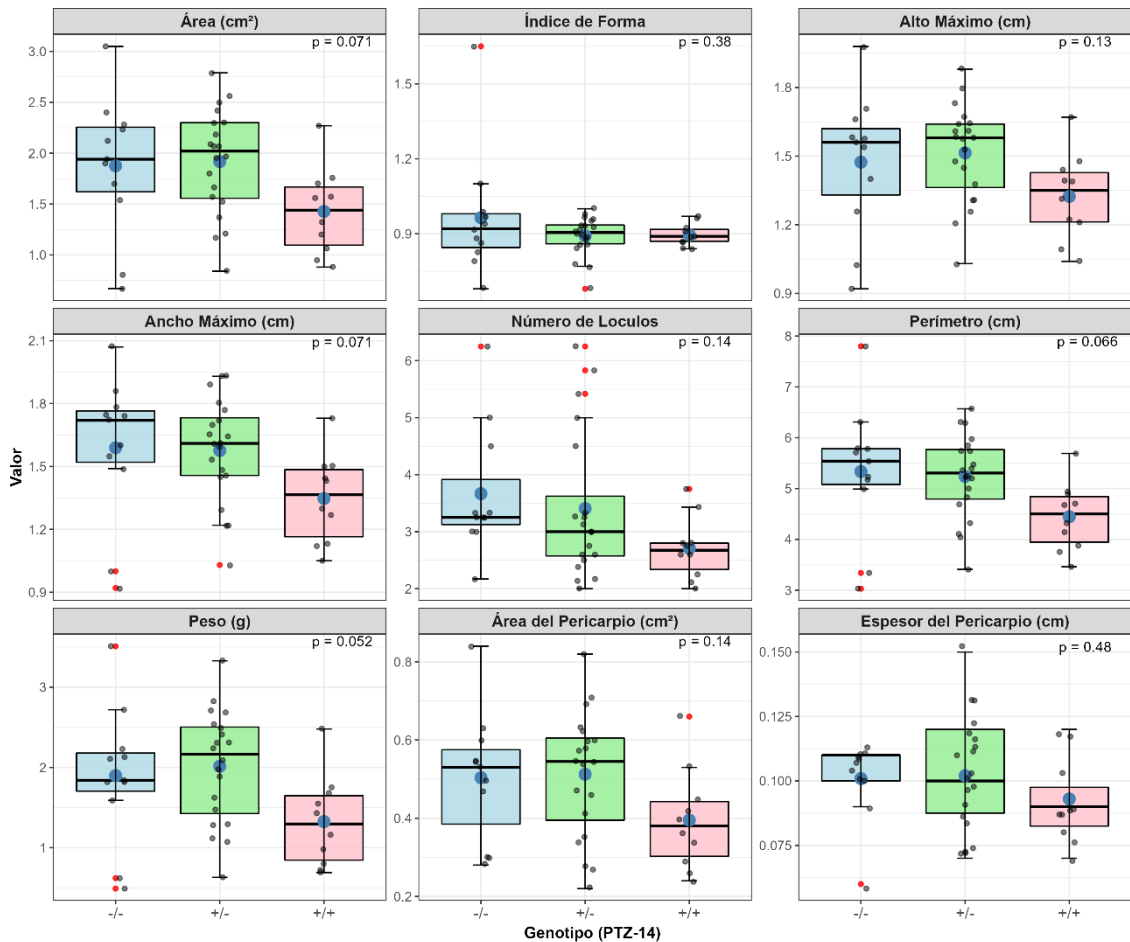 Área (cm²)
Índice de Forma
Alto Máximo (cm)
p = 0.071
p = 0.38
p = 0.13
3.0
2.5
2.0
1.5
1.0
1.5
1.2
0.9
1.8
1.5
1.2
0.9
Ancho Máximo (cm)
Número de Loculos
Perímetro (cm)
p = 0.071
p = 0.14
p = 0.066
2.1
1.8
1.5
1.2
0.9
6
5
4
3
2
8
7
6
5
4
3
Valor
Peso (g)
Área del Pericarpio (cm²)
Espesor del Pericarpio (cm)
p = 0.052
p = 0.14
p = 0.48
3
2
1
0.8
0.6
0.4
0.2
0.150
0.125
0.100
0.075
-/- +/- +/+
-/- +/- +/+
-/- +/- +/+
Genotipo (PTZ-14)